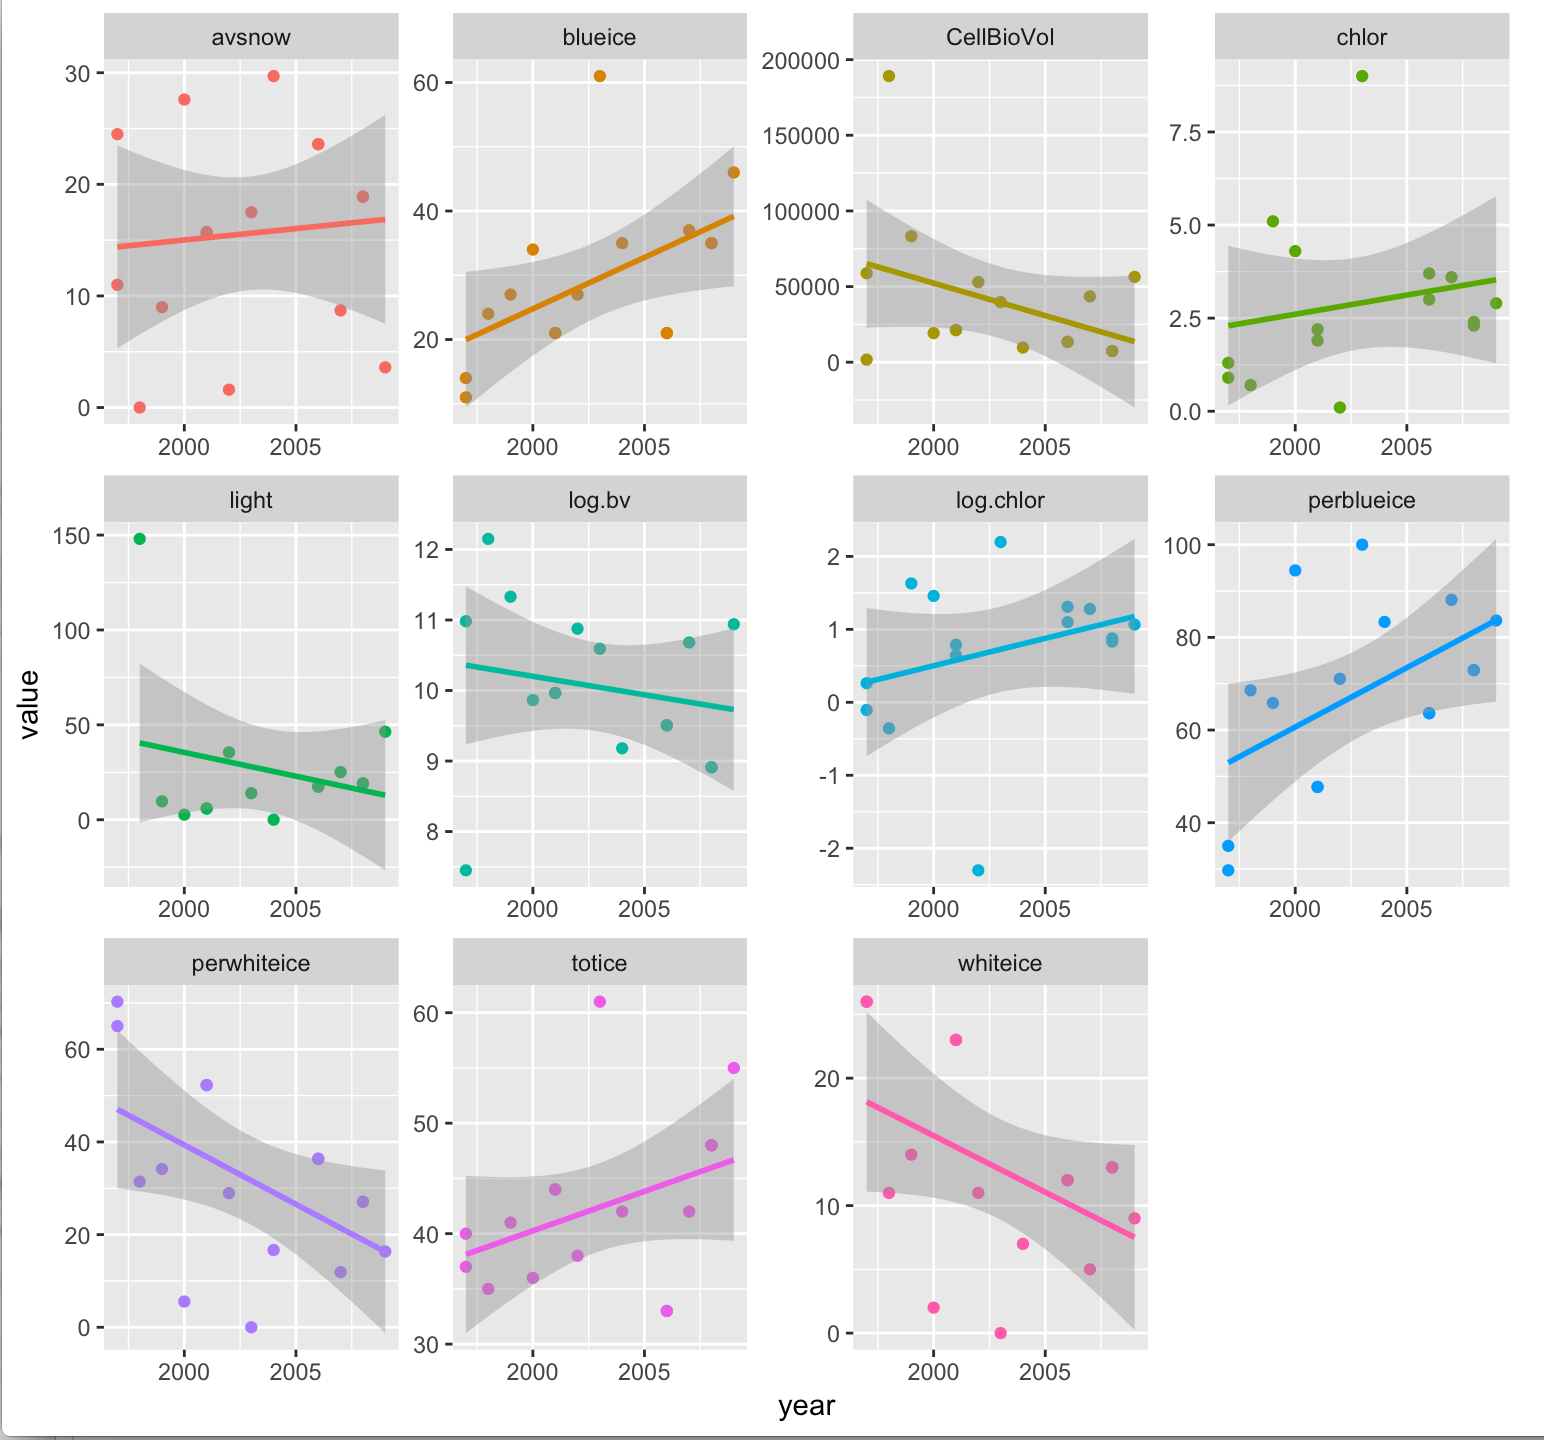 avsnow blueice CellBioVol chlor
30 20 10 0
60 40 20
200000 150000 100000 50000 0
7.5 5.0 2.5 0.0
2000 2005 2000 2005 2000 2005 2000 2005
light log.bv log.chlor perblueice
150 100 50 0
12 11 10 9 8
2 1 0 -1 -2
100 80 60 40
2000 2005 2000 2005 2000 2005 2000 2005
value
perwhiteice totice whiteice
60 40 20 0
60 50 40 30
20 10 0
2000 2005 2000 2005 2000 2005
year